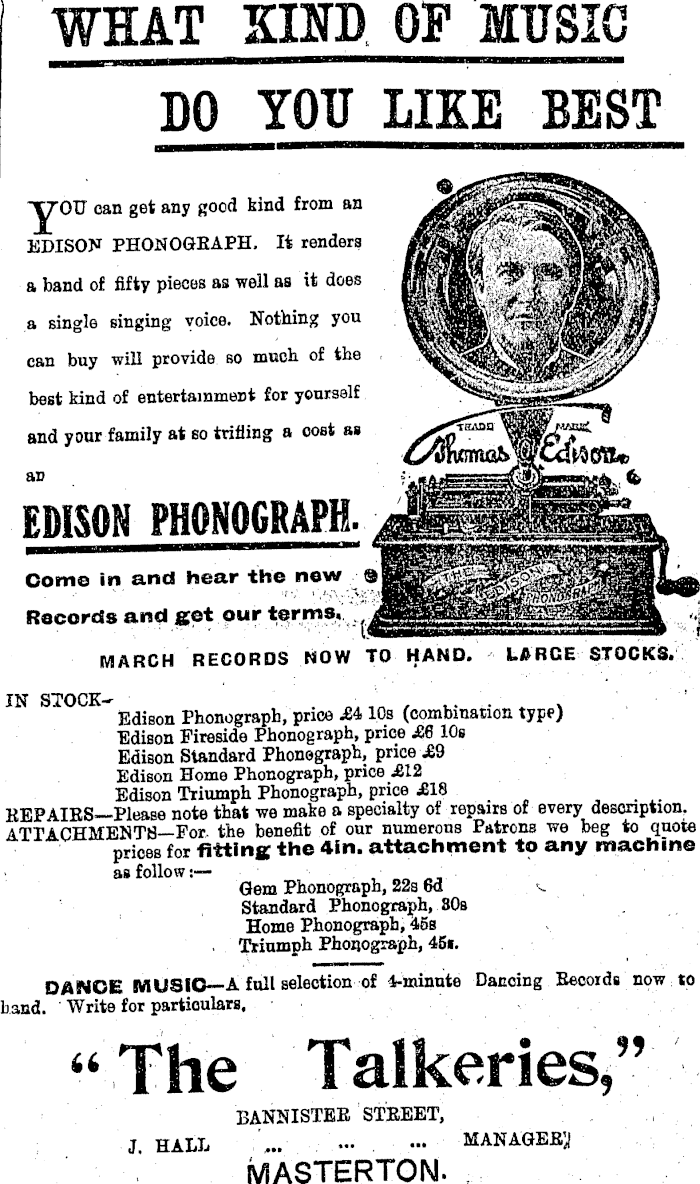 WHAT KIND OF MUSIC
DO YOU LIKE BEST
YOU can get any good kind from an
EDISON PHONOGRAPH. It renders
a band of fifty pieces as well as it does
a single singing voice. Nothing you
can buy will provide so much of the
best kind of entertainment for yourself
and your family at so trifling a cost as
an
EDISON PHONOGRAPH.
Come in and hear the new
Records and get our terms.
TRADE MARK
Thomas A Edison.
THE EDISON PHONOGRAPH
MARCH RECORDS NOW TO HAND. LARGE STOCKS.
IN STOCK—
Edison Phonograph, price £4 10s (combination type)
Edison Fireside Phonograph, price £6 10s
Edison Standard Phonograph, price £9
Edison Home Phonograph, price £12
Edison Triumph Phonograph, price £18
REPAIRS—Please note that we make a specialty of repairs of every description.
ATTACHMENTS—For the benefit of our numerous Patrons we beg to quote
prices for fitting the 4in. attachment to any machine
as follow:—
Gem Phonograph, 22s 6d
Standard Phonograph, 30s
Home Phonograph, 45s
Triumph Phonograph, 45s.
DANCE MUSIC—A full selection of 4-minute Dancing Records now to
hand. Write for particulars.
"The Talkeries,"
BANNISTER STREET,
J. HALL ... ... ... MANAGER,
MASTERTON.